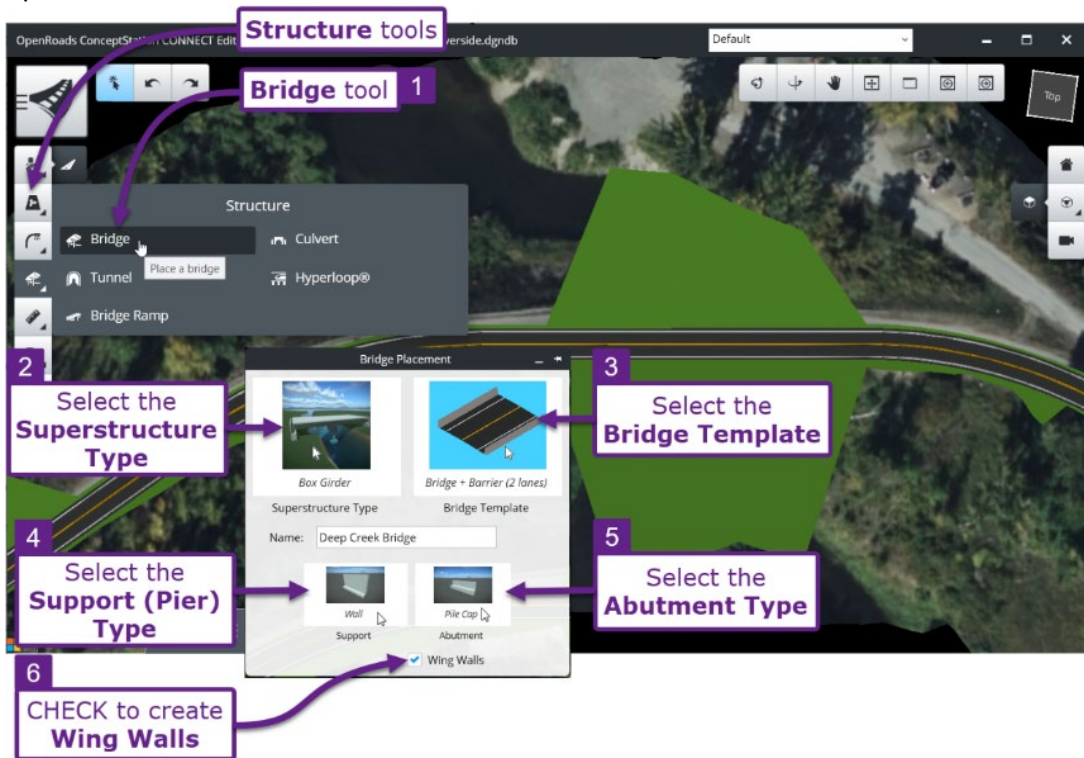 Structure tools
OpenRoads ConceptStation CONNECT Edit
verside.dgndb
Default
Bridge tool 1
Top
Structure
Bridge
Culvert
Place a bridge
Tunnel
Hyperloop®
Bridge Ramp
Bridge Placement
2
Select the
Superstructure
Type
3
Select the
Bridge Template
Box Girder
Bridge + Barrier (2 lanes)
Superstructure Type
Bridge Template
Name: Deep Creek Bridge
4
Select the
Support (Pier)
Type
5
Select the
Abutment Type
Wall
Pile Cap
Support
Abutment
Wing Walls
6
CHECK to create
Wing Walls